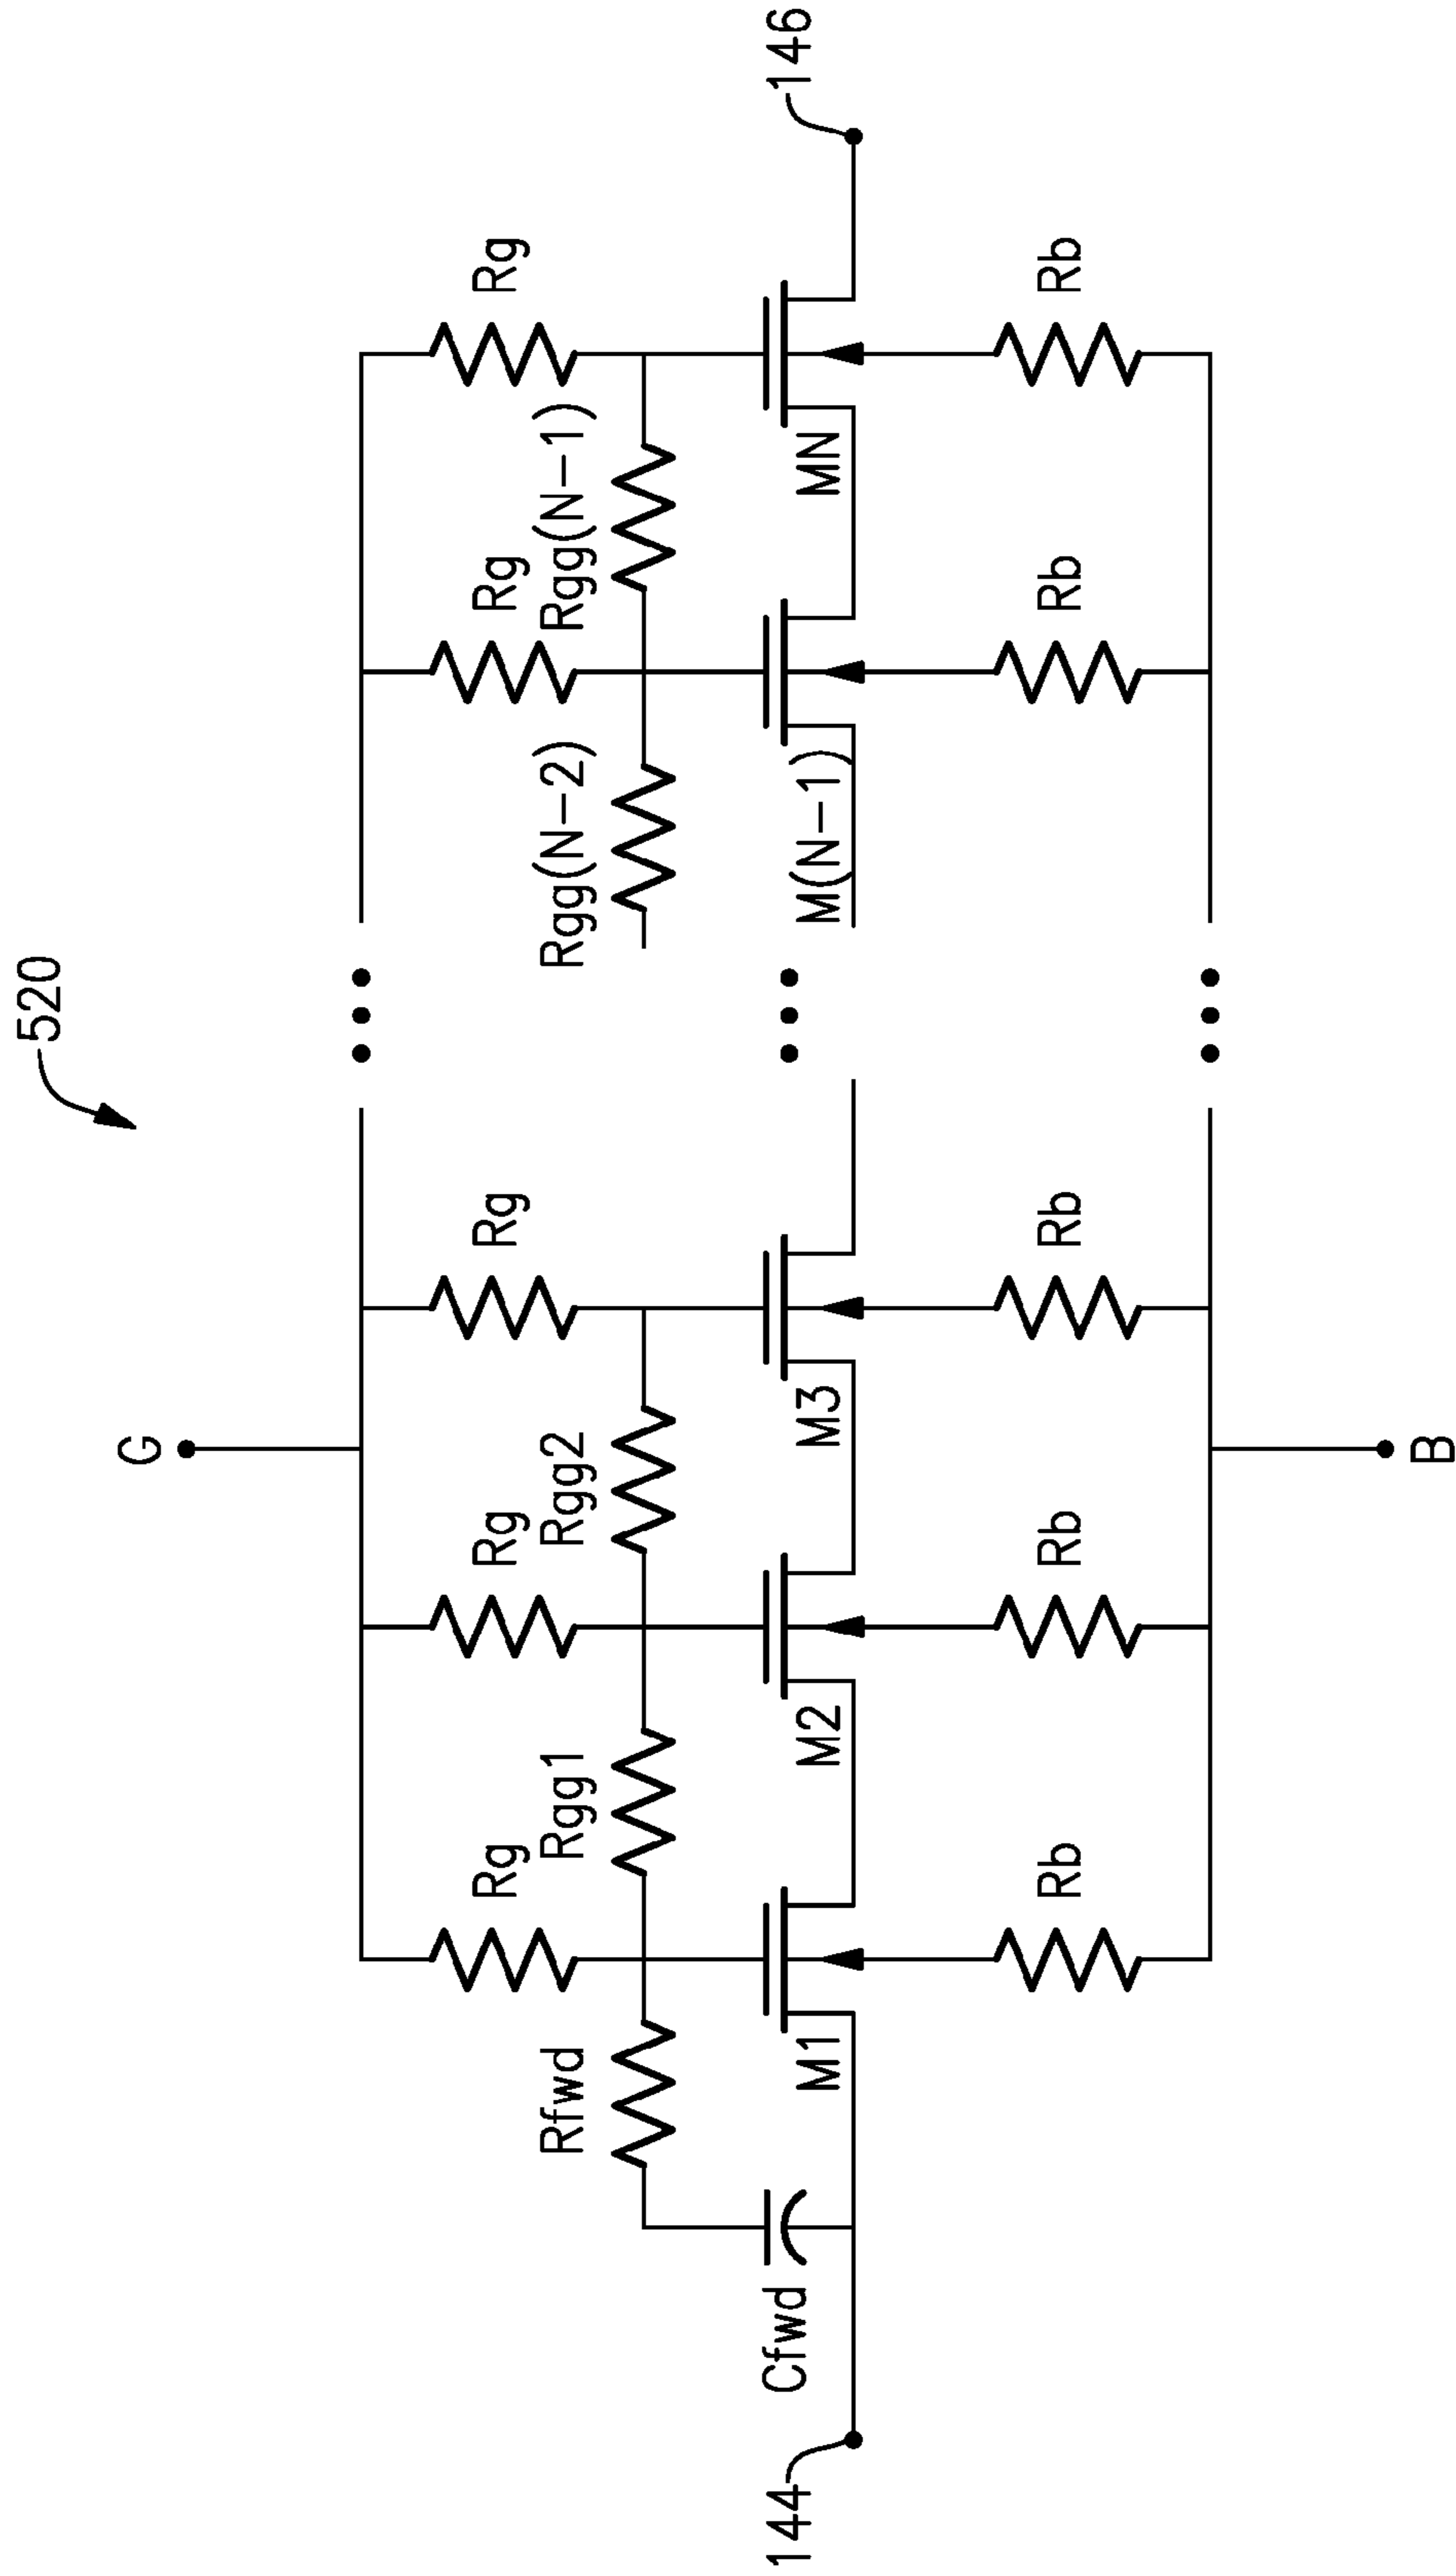 520
G
Rg
Rg
Rg
Rg
Rg
Rfwd
Rgg1
Rgg2
Rgg(N-2)
Rgg(N-1)
144
Cfwd
M1
M2
M3
M(N-1)
MN
146
Rb
Rb
Rb
Rb
Rb
B